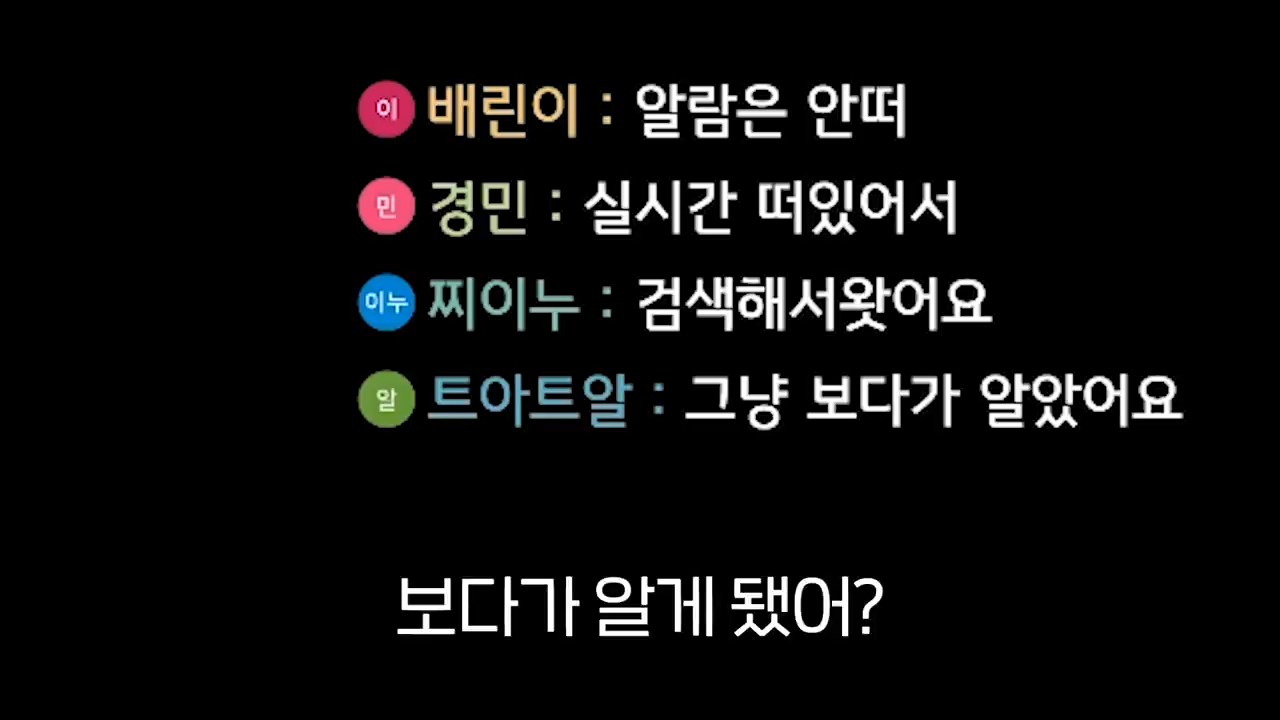 이 배린이 : 알람은 안떠
민 경민 : 실시간 떠있어서
이누 찌이누 : 검색해서왓어요
알 트아트알 : 그냥 보다가 알았어요
보다가 알게 됐어?